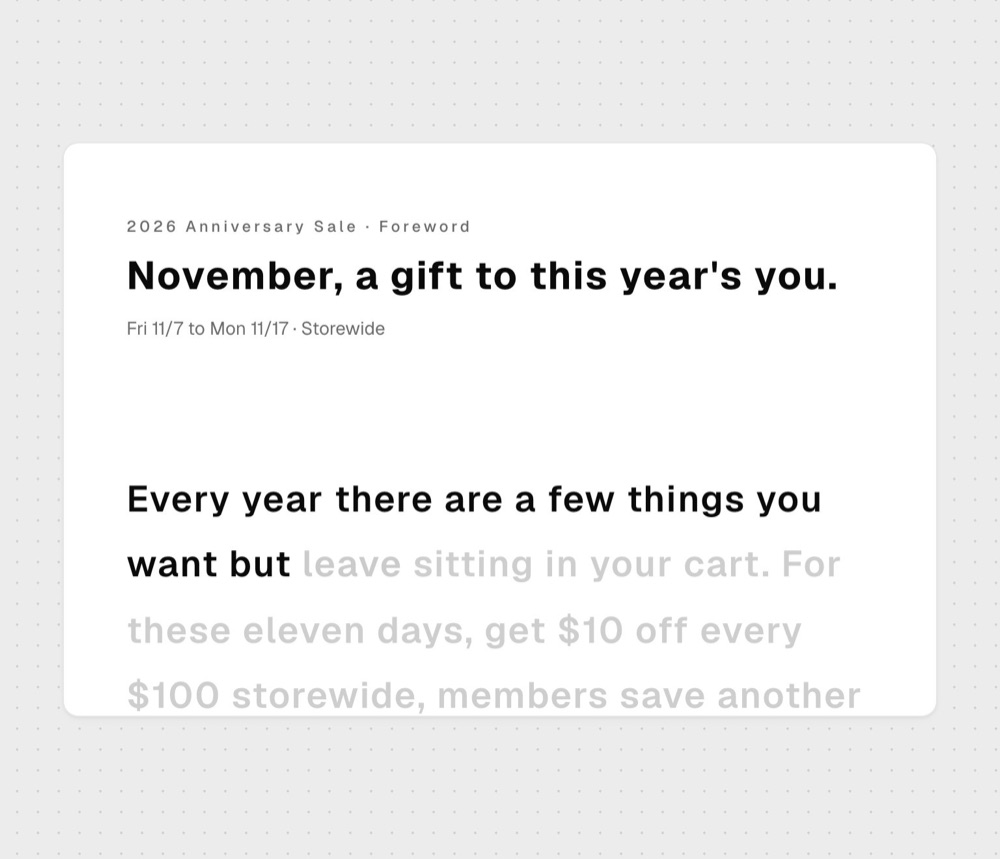 2026 Anniversary Sale · Foreword
November, a gift to this year's you.
Fri 11/7 to Mon 11/17 · Storewide
Every year there are a few things you
want but leave sitting in your cart. For
these eleven days, get $10 off every
$100 storewide, members save another